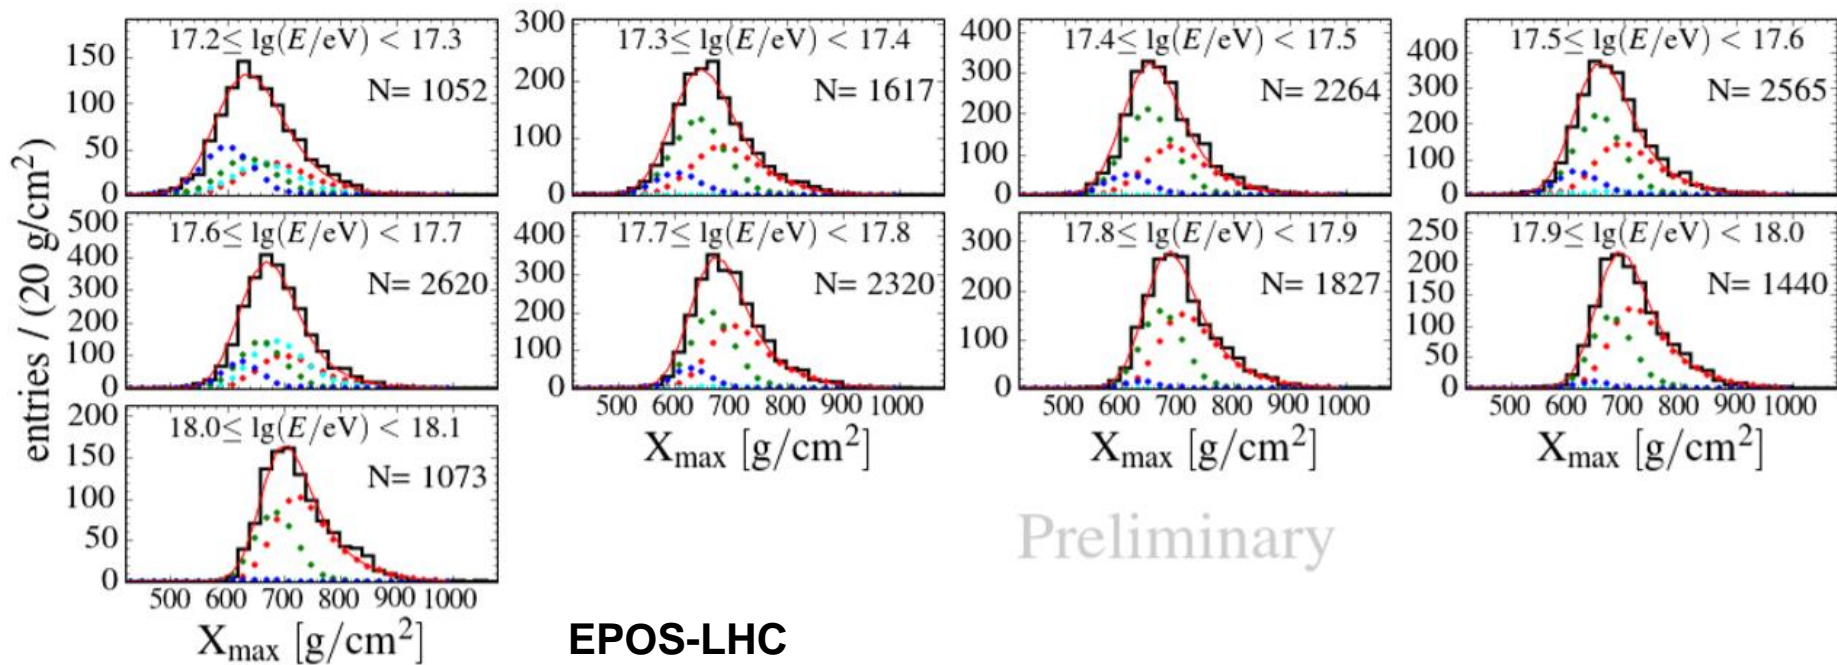 entries / (20 g/cm²)
17.2≤ lg(E/eV) < 17.3
N= 1052
150
100
50
0
17.3≤ lg(E/eV) < 17.4
N= 1617
300
200
100
0
17.4≤ lg(E/eV) < 17.5
N= 2264
400
300
200
100
0
17.5≤ lg(E/eV) < 17.6
N= 2565
400
300
200
100
0
17.6≤ lg(E/eV) < 17.7
N= 2620
500
400
300
200
100
0
17.7≤ lg(E/eV) < 17.8
N= 2320
400
300
200
100
0
500 600 700 800 900 1000
X_max [g/cm²]
17.8≤ lg(E/eV) < 17.9
N= 1827
300
200
100
0
500 600 700 800 900 1000
X_max [g/cm²]
17.9≤ lg(E/eV) < 18.0
N= 1440
250
200
150
100
50
0
500 600 700 800 900 1000
X_max [g/cm²]
18.0≤ lg(E/eV) < 18.1
N= 1073
200
150
100
50
0
500 600 700 800 900 1000
X_max [g/cm²]
Preliminary
EPOS-LHC